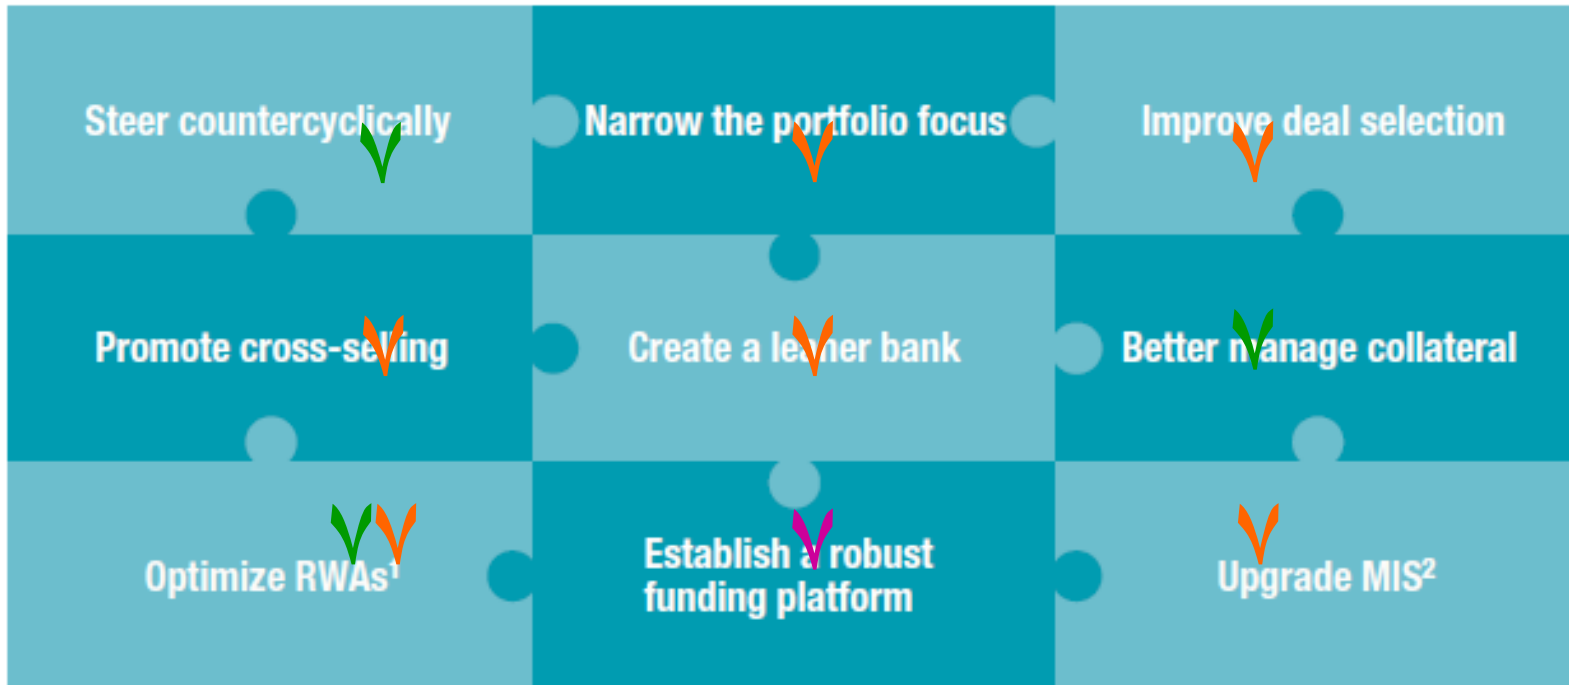 Steer countercyclically
Narrow the portfolio focus
Improve deal selection
Promote cross-selling
Create a leaner bank
Better manage collateral
Optimize RWAs¹
Establish a robust
funding platform
Upgrade MIS²